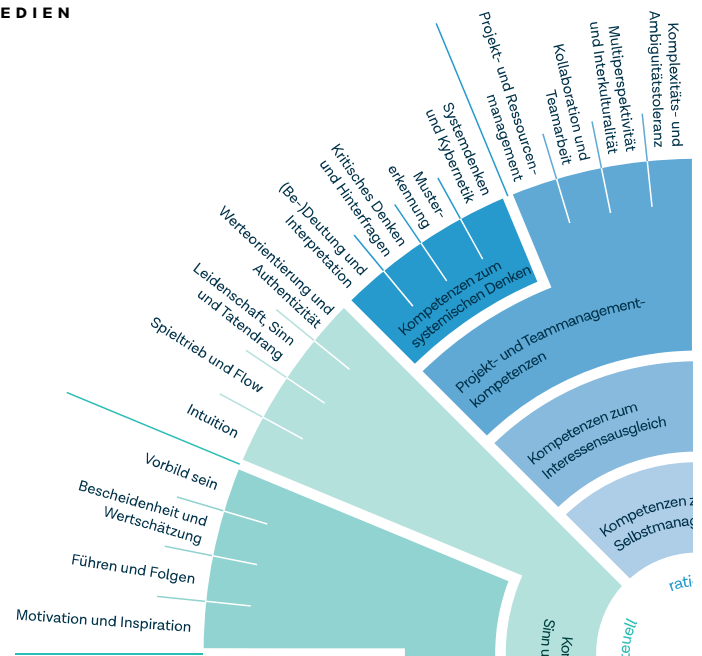 EDIEN
Projekt- und Ressourcen-
management
Kollaboration und
Teamarbeit
Multiperspektivität
und Interkulturalität
Komplexitäts- und
Ambiguitätstoleranz
Systemdenken
und Kybernetik
Muster-
erkennung
Kritisches Denken
und Hinterfragen
(Be-)Deutung und
Interpretation
Werteorientierung und
Authentizität
Leidenschaft, Sinn
und Tatendrang
Spieltrieb und Flow
Intuition
Vorbild sein
Bescheidenheit und
Wertschätzung
Führen und Folgen
Motivation und Inspiration
Kompetenzen zum
systemischen Denken
Projekt- und Teammanagement-
kompetenzen
Kompetenzen zum
Interessensausgleich
Kompetenzen z
Selbstmanag
rati
Kor
Sinn u